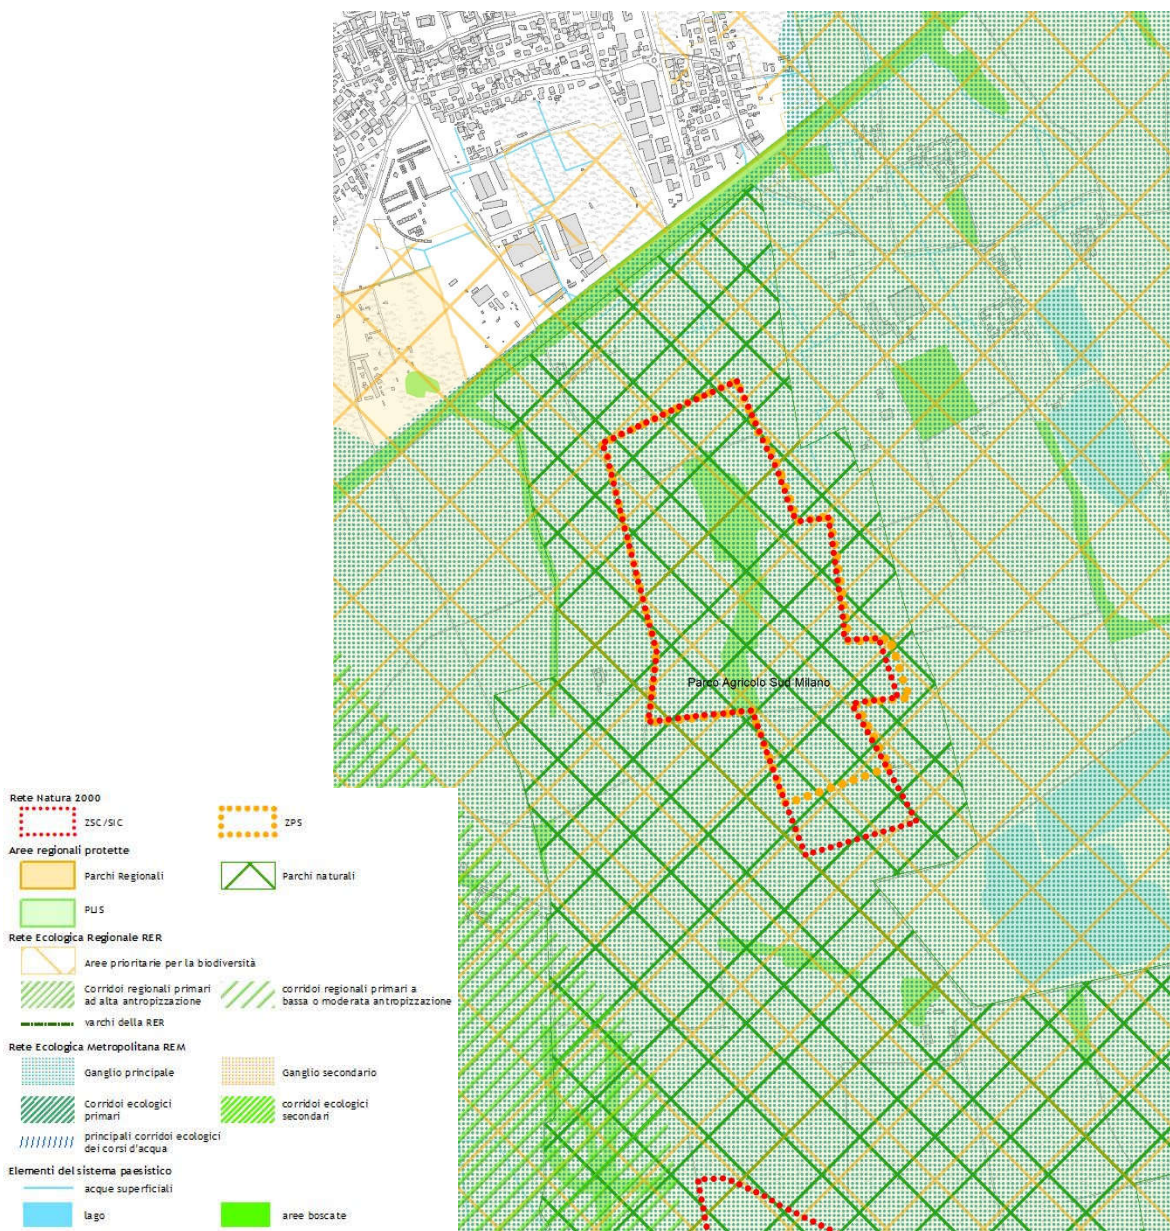 Parco Agricolo Sud Milano
Rete Natura 2000
ZSC/SIC
ZPS
Aree regionali protette
Parchi Regionali
Parchi naturali
PLIS
Rete Ecologica Regionale RER
Aree prioritarie per la biodiversità
Corridoi regionali primari
ad alta antropizzazione
corridoi regionali primari a
bassa o moderata antropizzazione
varchi della RER
Rete Ecologica Metropolitana REM
Ganglio principale
Ganglio secondario
Corridoi ecologici
primari
corridoi ecologici
secondari
principali corridoi ecologici
dei corsi d'acqua
Elementi del sistema paesistico
acque superficiali
lago
aree boscate